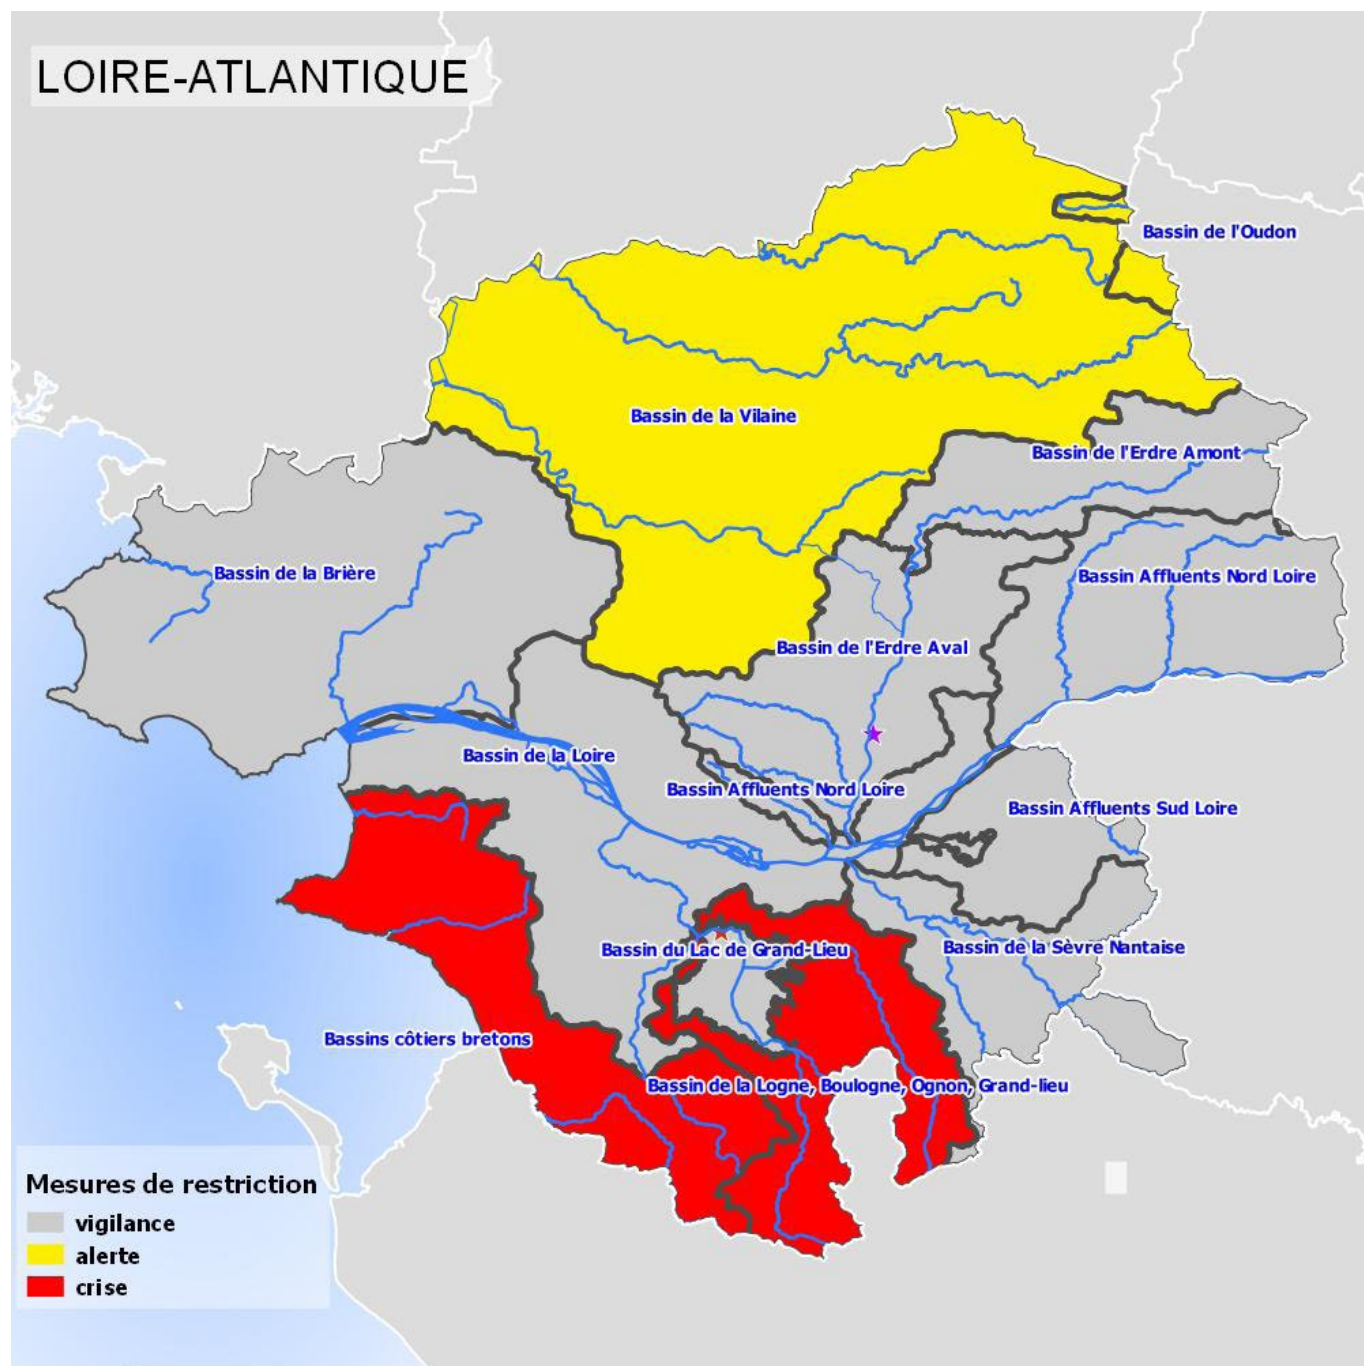 LOIRE-ATLANTIQUE
Bassin de l'Oudon
Bassin de la Vilaine
Bassin de l'Erdre Amont
Bassin de la Brière
Bassin Affluents Nord Loire
Bassin de l'Erdre Aval
Bassin de la Loire
Bassin Affluents Nord Loire
Bassin Affluents Sud Loire
Bassin du Lac de Grand-Lieu
Bassin de la Sèvre Nantaise
Bassins côtiers bretons
Bassin de la Logne, Boulogne, Ognon, Grand-lieu
Mesures de restriction
vigilance
alerte
crise